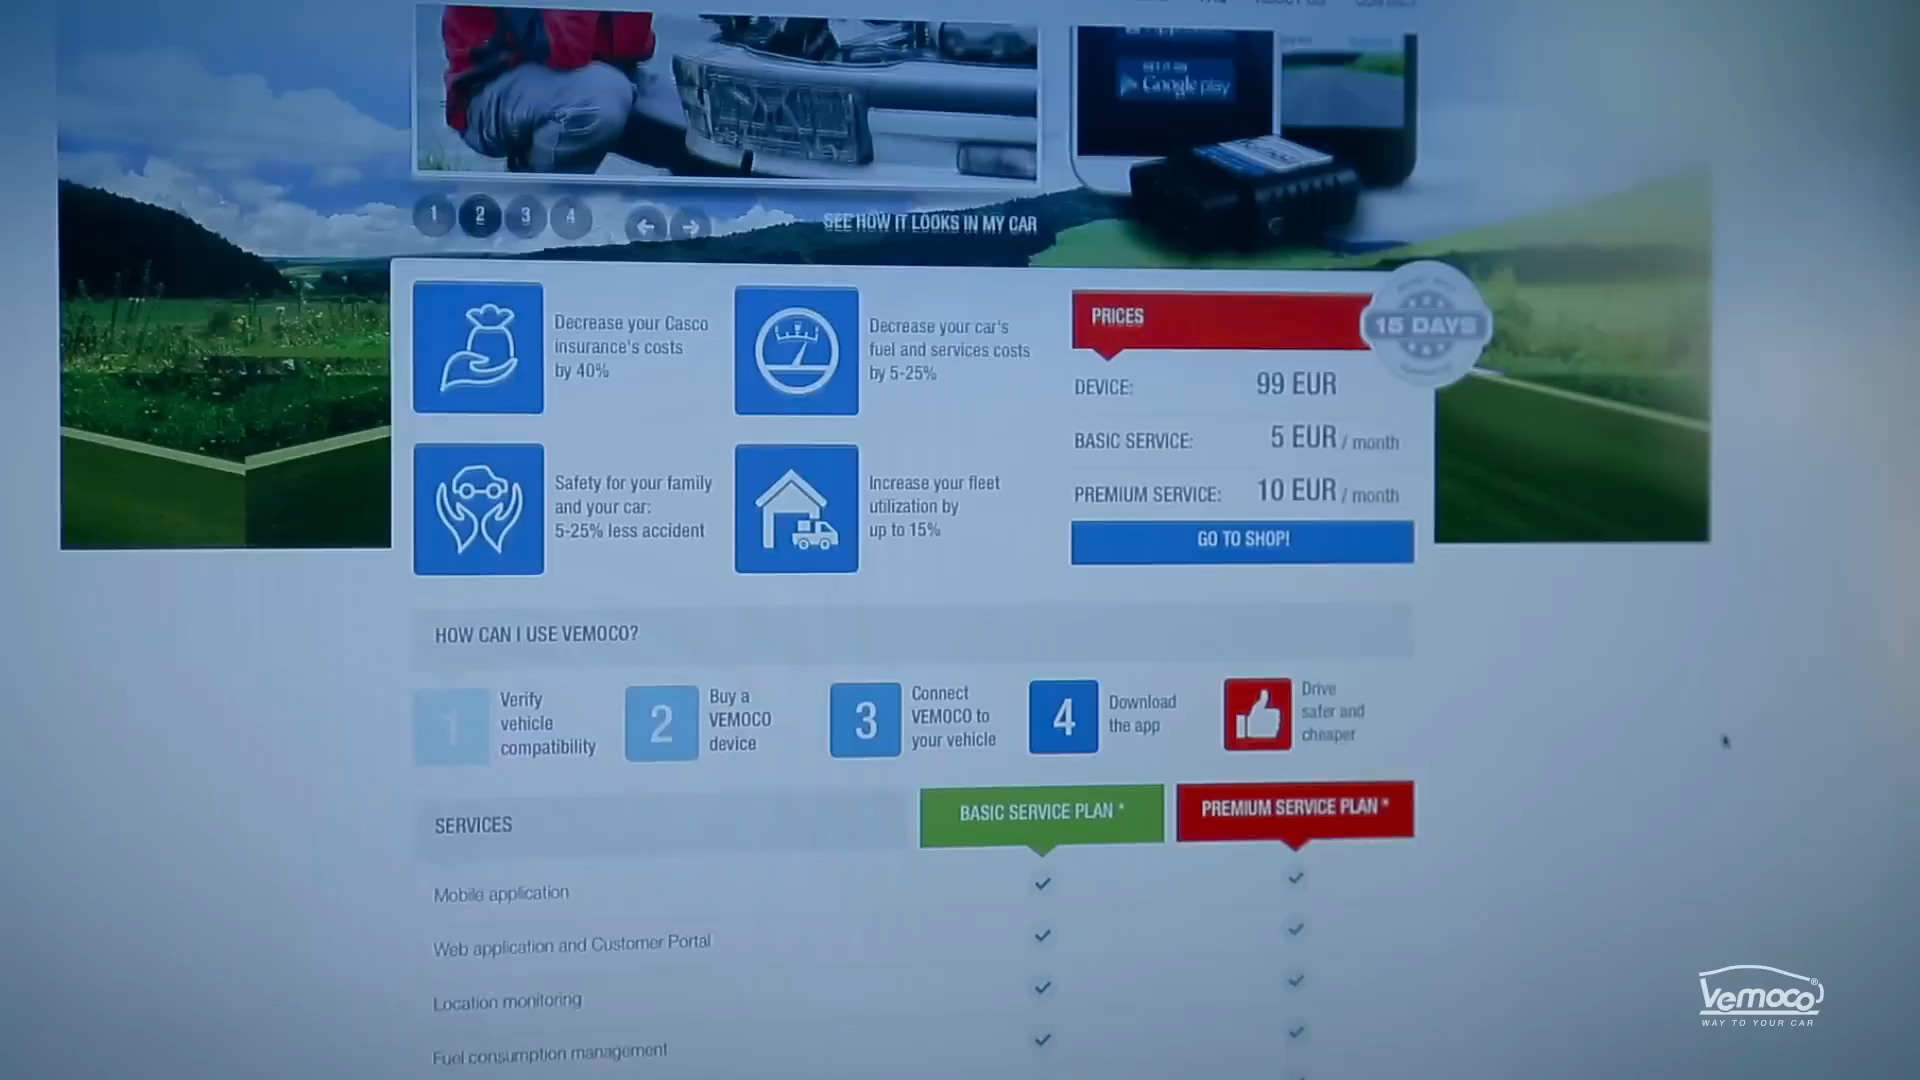 FAQ ABOUT US CONTACT
GET IT ON
Google play
1 2 3 4
SEE HOW IT LOOKS IN MY CAR
Decrease your Casco
insurance's costs
by 40%
Decrease your car's
fuel and services costs
by 5-25%
PRICES
15 DAYS
DEVICE: 99 EUR
BASIC SERVICE: 5 EUR / month
PREMIUM SERVICE: 10 EUR / month
GO TO SHOP!
Safety for your family
and your car:
5-25% less accident
Increase your fleet
utilization by
up to 15%
HOW CAN I USE VEMOCO?
1
Verify
vehicle
compatibility
2
Buy a
VEMOCO
device
3
Connect
VEMOCO to
your vehicle
4
Download
the app
Drive
safer and
cheaper
SERVICES
BASIC SERVICE PLAN *
PREMIUM SERVICE PLAN *
Mobile application
Web application and Customer Portal
Location monitoring
Fuel consumption management
Vemoco®
WAY TO YOUR CAR